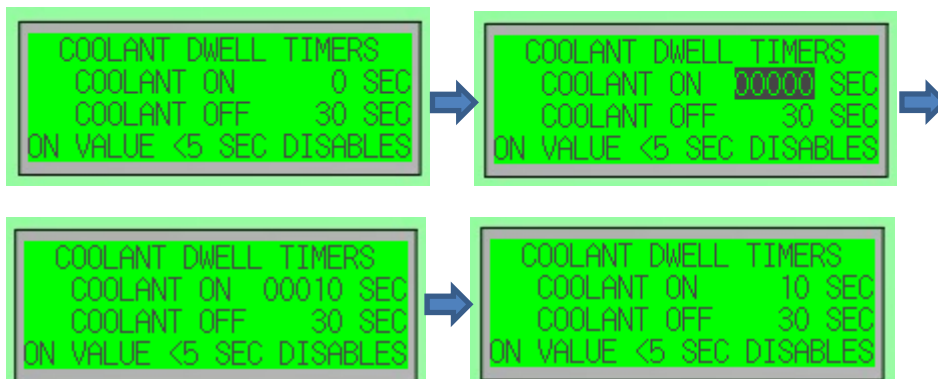 COOLANT DWELL TIMERS
COOLANT ON 0 SEC
COOLANT OFF 30 SEC
ON VALUE <5 SEC DISABLES
COOLANT DWELL TIMERS
COOLANT ON 00000 SEC
COOLANT OFF 30 SEC
ON VALUE <5 SEC DISABLES
COOLANT DWELL TIMERS
COOLANT ON 00010 SEC
COOLANT OFF 30 SEC
ON VALUE <5 SEC DISABLES
COOLANT DWELL TIMERS
COOLANT ON 10 SEC
COOLANT OFF 30 SEC
ON VALUE <5 SEC DISABLES